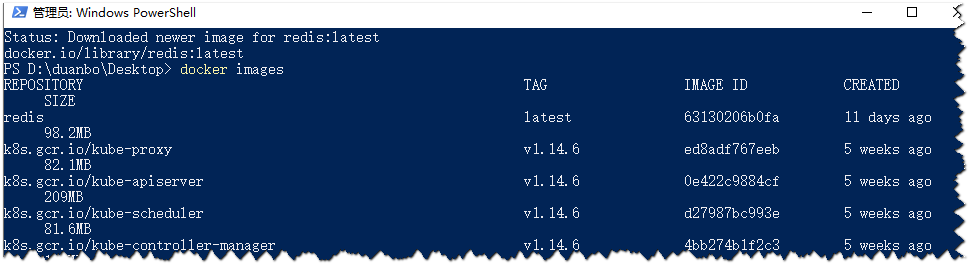 管理员: Windows PowerShell
Status: Downloaded newer image for redis:latest
docker.io/library/redis:latest
PS D:\duanbo\Desktop> docker images
REPOSITORY TAG IMAGE ID CREATED
SIZE
redis latest 63130206b0fa 11 days ago
98.2MB
k8s.gcr.io/kube-proxy v1.14.6 ed8adf767eeb 5 weeks ago
82.1MB
k8s.gcr.io/kube-apiserver v1.14.6 0e422c9884cf 5 weeks ago
209MB
k8s.gcr.io/kube-scheduler v1.14.6 d27987bc993e 5 weeks ago
81.6MB
k8s.gcr.io/kube-controller-manager v1.14.6 4bb274b1f2c3 5 weeks ago